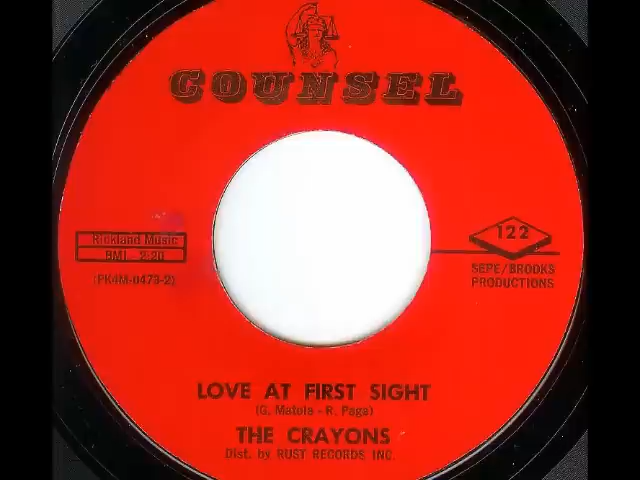 COUNSEL
Rickland Music
BMI - 2:20
(PK4M-0473-2)
122
SEPE/BROOKS
PRODUCTIONS
LOVE AT FIRST SIGHT
(G. Matola - R. Page)
THE CRAYONS
Dist. by RUST RECORDS INC.